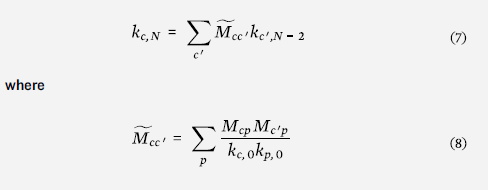 k_{c,N} = \sum_{c'} \widetilde{M}_{cc'} k_{c',N-2} (7)
where
\widetilde{M}_{cc'} = \sum_{p} \frac{M_{cp} M_{c'p}}{k_{c,0} k_{p,0}} (8)